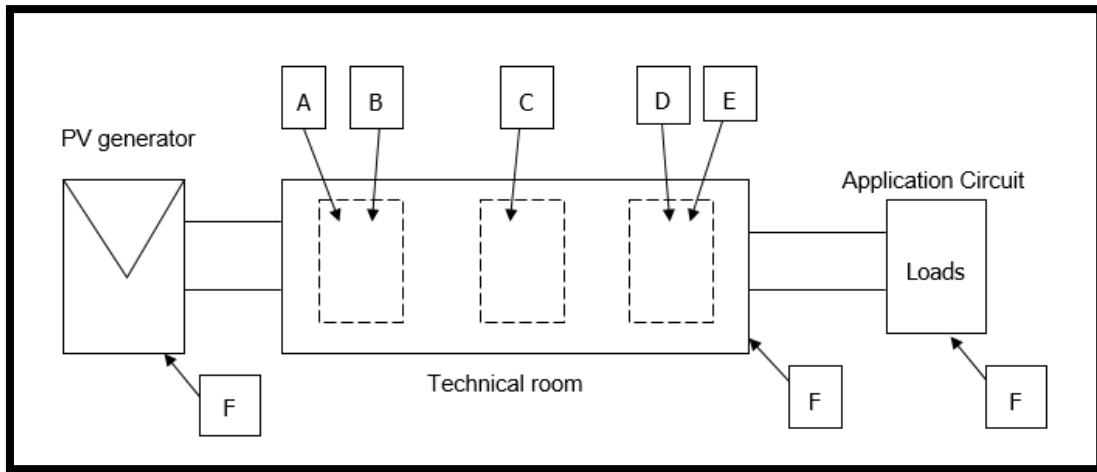 A
B
C
D
E
PV generator
Application Circuit
Loads
Technical room
F
F
F